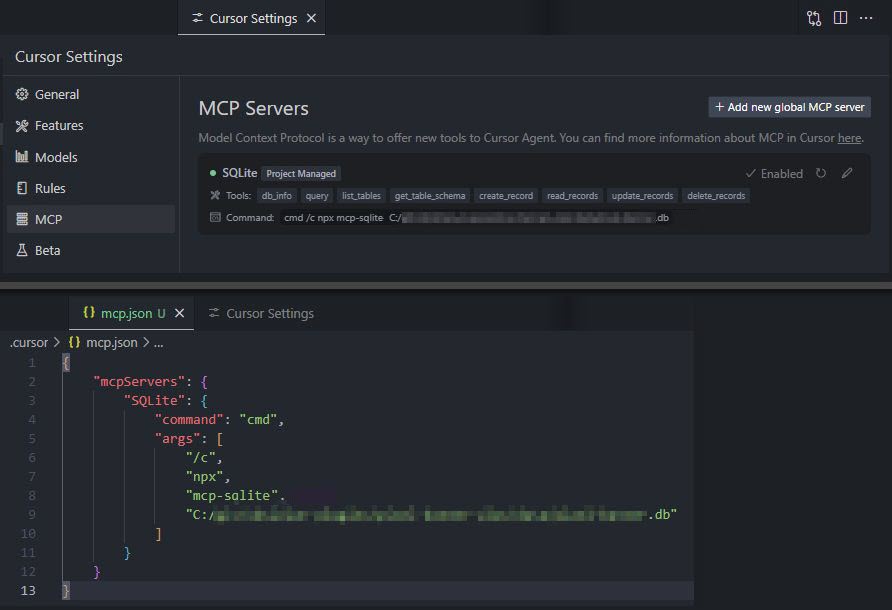 Cursor Settings
Cursor Settings
General
Features
Models
Rules
MCP
Beta
MCP Servers
+ Add new global MCP server
Model Context Protocol is a way to offer new tools to Cursor Agent. You can find more information about MCP in Cursor here.
SQLite Project Managed
Enabled
Tools: db_info query list_tables get_table_schema create_record read_records update_records delete_records
Command: cmd /c npx mcp-sqlite C:/ .db
mcp.json U
Cursor Settings
.cursor > {} mcp.json > ...
1 {
2 "mcpServers": {
3 "SQLite": {
4 "command": "cmd",
5 "args": [
6 "/c",
7 "npx",
8 "mcp-sqlite",
9 "C:/ .db"
10 ]
11 }
12 }
13 }